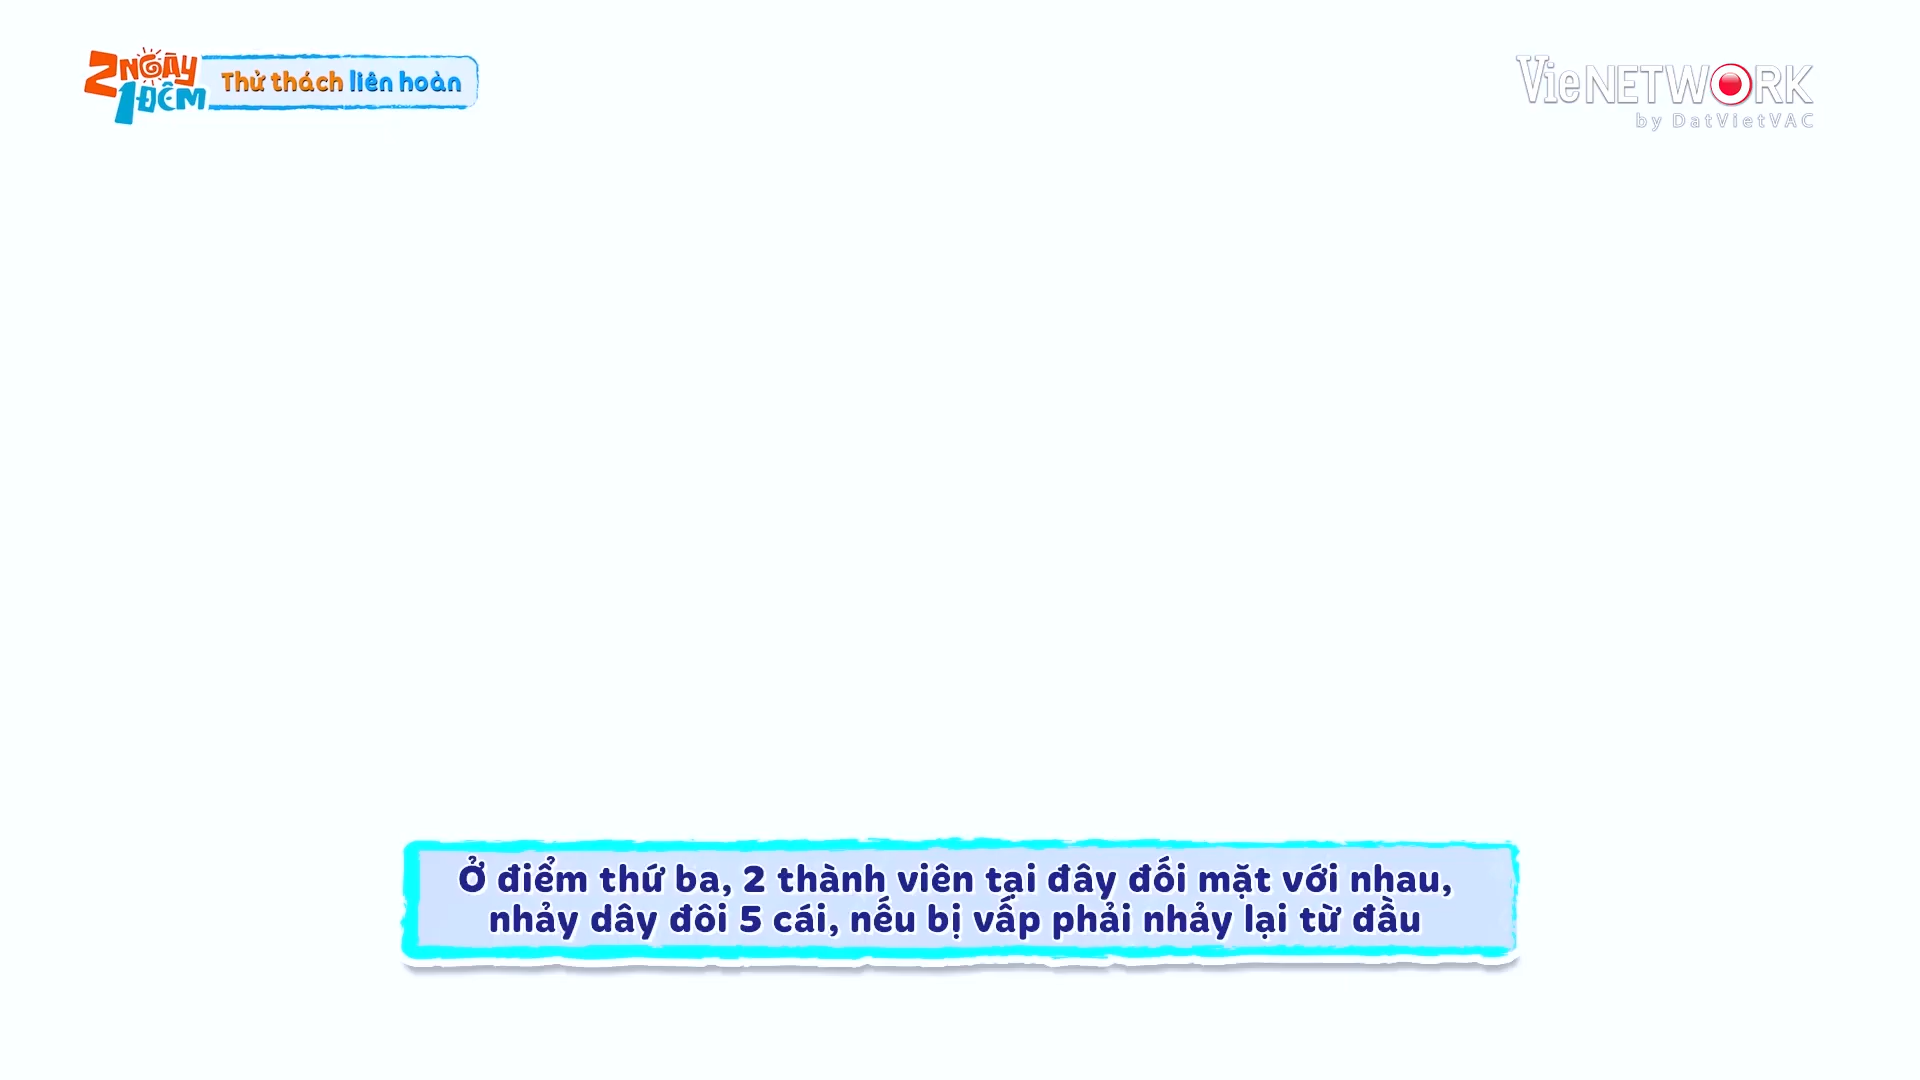 2 NGÀY
1 ĐÊM
Thử thách liên hoàn
VieNETWORK
by DatVietVAC
Ở điểm thứ ba, 2 thành viên tại đây đối mặt với nhau,
nhảy dây đôi 5 cái, nếu bị vấp phải nhảy lại từ đầu